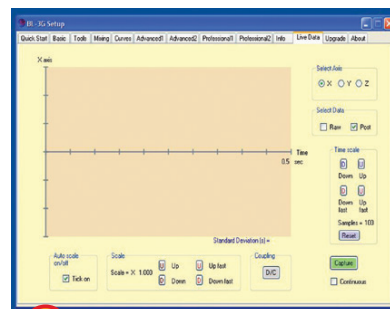 BI - 3G Setup
Quick Start Basic Tools Mixing Curves Advanced1 Advanced2 Professional1 Professional2 Info Live Data Upgrade About
X axis
Select Axis
X Y Z
Select Data
Raw Post
Time
0.5 sec
Time scale
D U
Down Up
D U
Down fast Up fast
Samples = 103
Reset
Standard Deviation (s) =
Auto scale on/off
Tick on
Scale
Scale = X 1.000
U Up U Up fast
D Down D Down fast
Coupling
D/C
Capture
Continuous